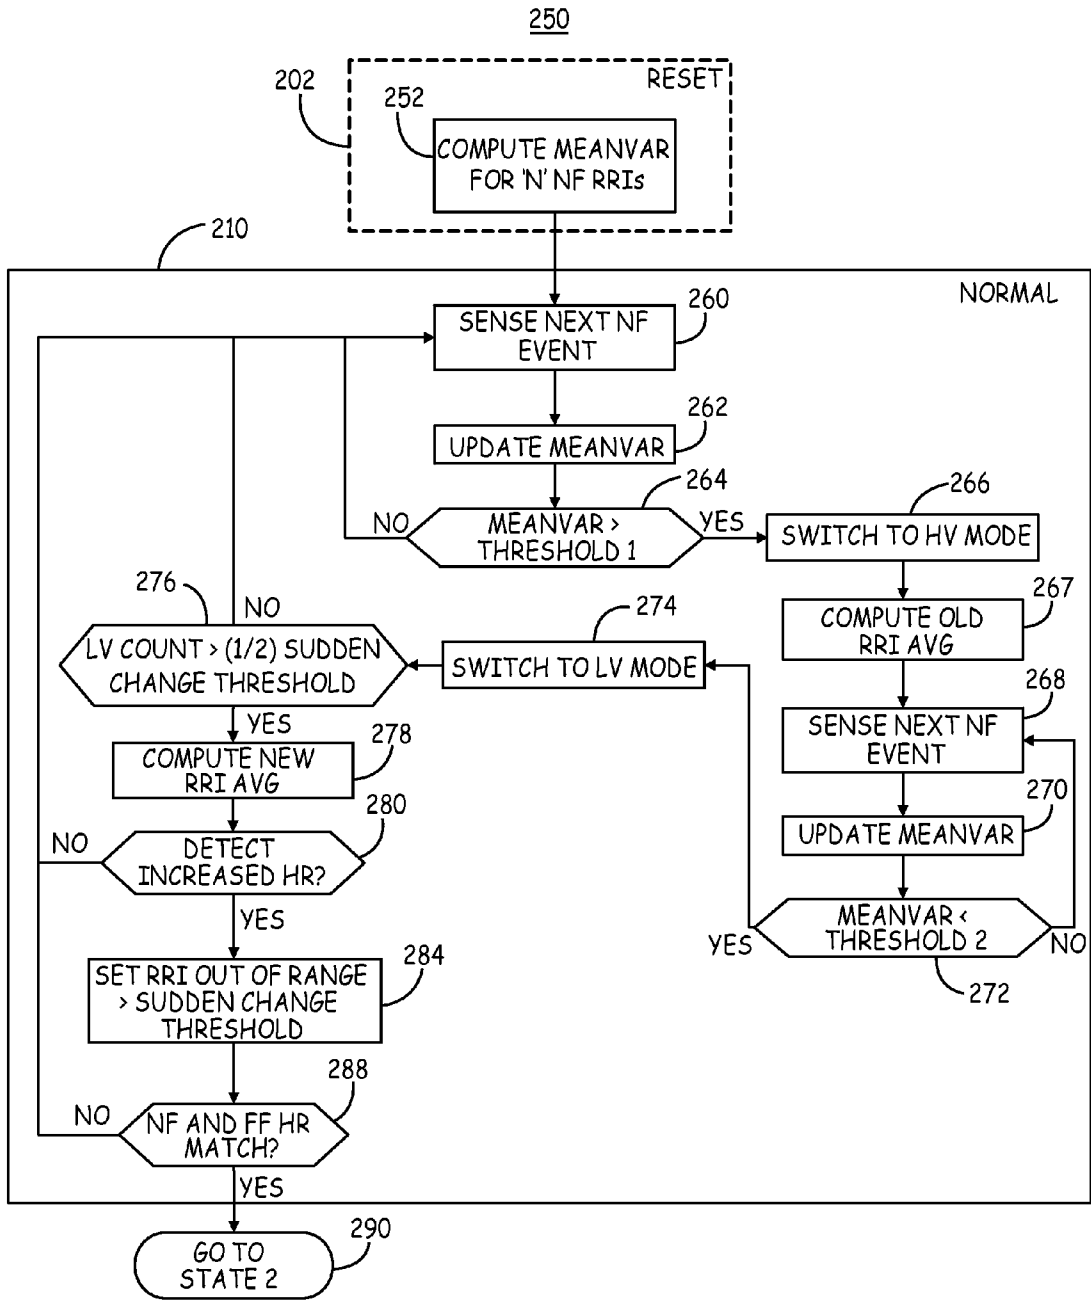 250
202
RESET
252
COMPUTE MEANVAR
FOR 'N' NF RRIs
210
NORMAL
260
SENSE NEXT NF
EVENT
262
UPDATE MEANVAR
264
NO
MEANVAR >
THRESHOLD 1
YES
266
SWITCH TO HV MODE
267
COMPUTE OLD
RRI AVG
268
SENSE NEXT NF
EVENT
270
UPDATE MEANVAR
MEANVAR <
THRESHOLD 2
YES
NO
272
274
SWITCH TO LV MODE
276
NO
LV COUNT > (1/2) SUDDEN
CHANGE THRESHOLD
YES
278
COMPUTE NEW
RRI AVG
280
NO
DETECT
INCREASED HR?
YES
284
SET RRI OUT OF RANGE
> SUDDEN CHANGE
THRESHOLD
288
NO
NF AND FF HR
MATCH?
YES
290
GO TO
STATE 2